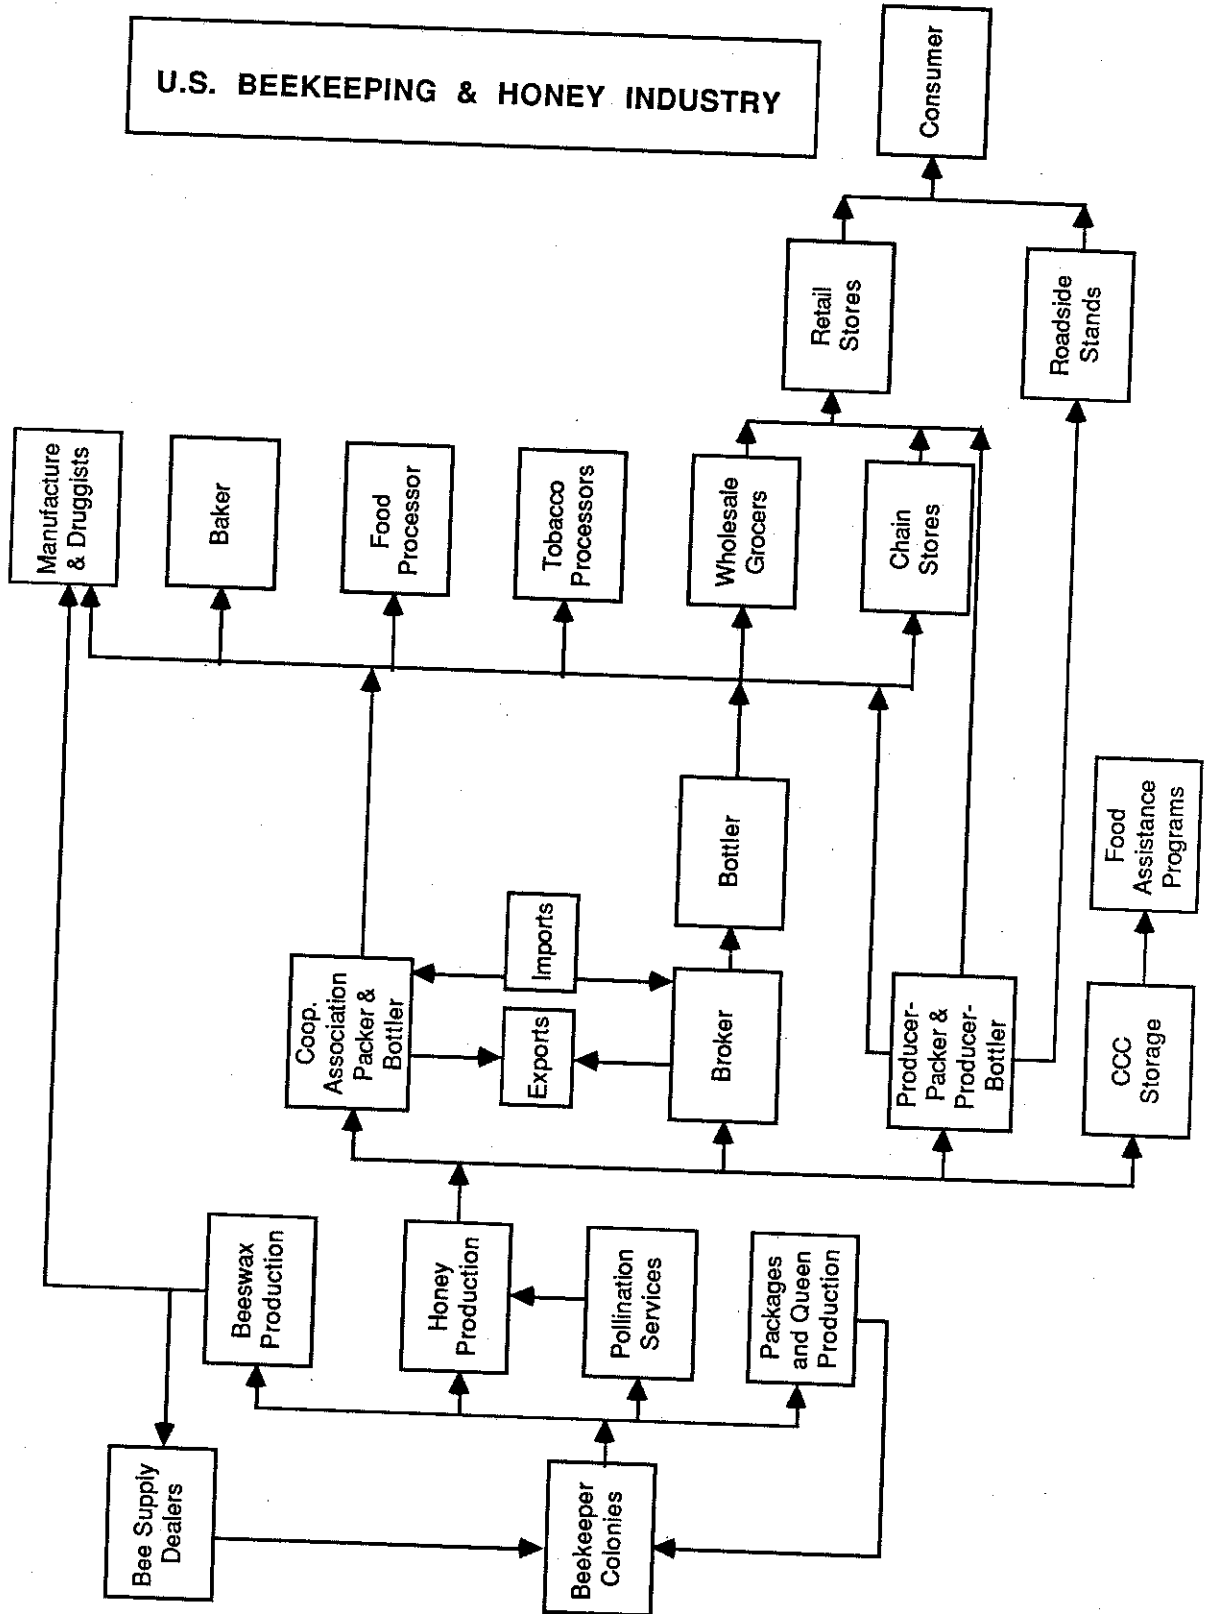 U.S. BEEKEEPING & HONEY INDUSTRY
Consumer
Retail
Stores
Roadside
Stands
Manufacture
& Druggists
Baker
Food
Processor
Tobacco
Processors
Wholesale
Grocers
Chain
Stores
Bottler
Food
Assistance
Programs
Coop.
Association
Packer &
Bottler
Imports
Exports
Broker
Producer-
Packer &
Producer-
Bottler
CCC
Storage
Beeswax
Production
Honey
Production
Pollination
Services
Packages
and Queen
Production
Bee Supply
Dealers
Beekeeper
Colonies